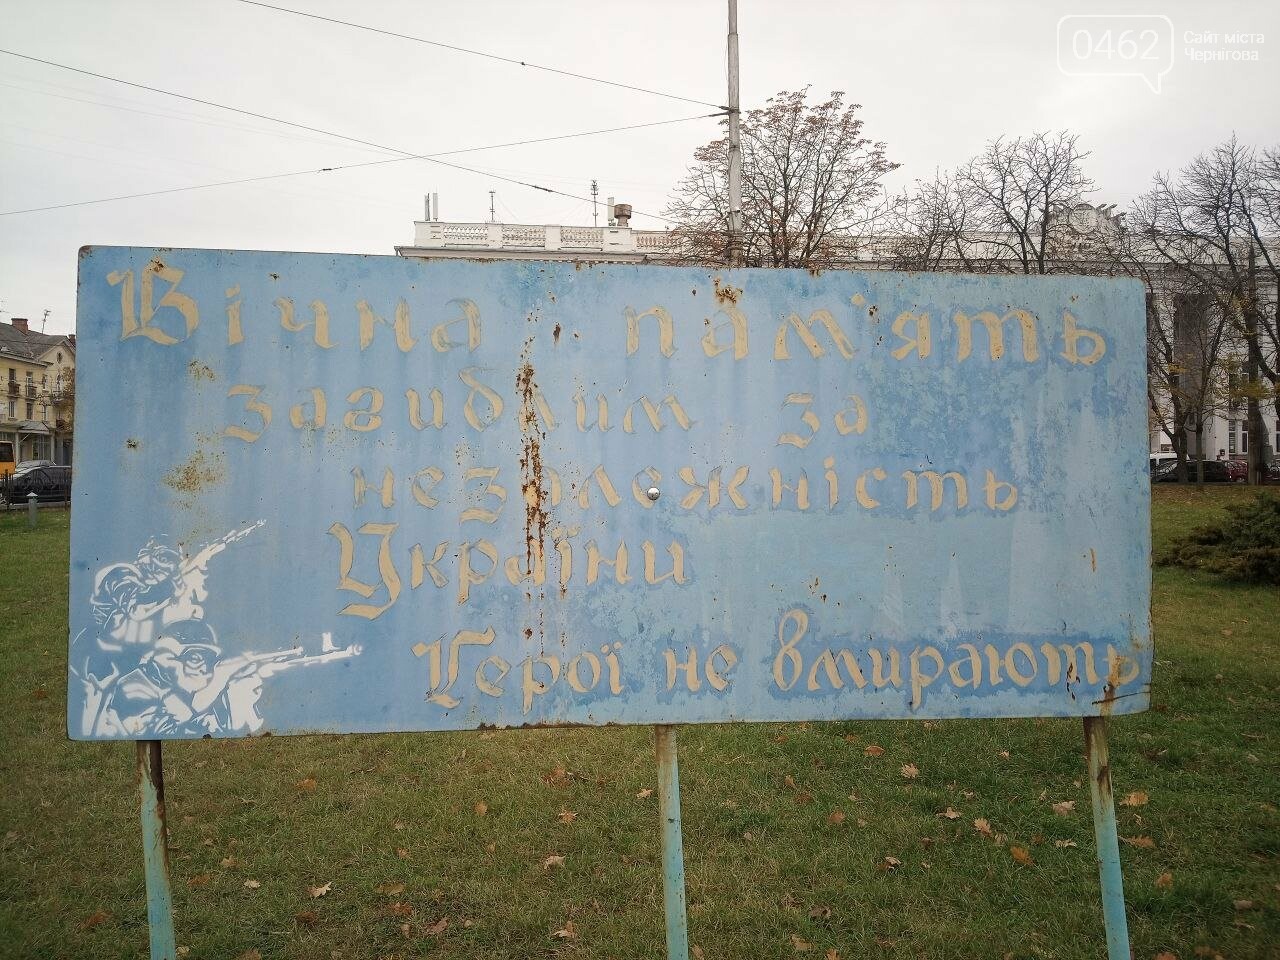 0462
Сайт міста
Чернігова
Вічна пам'ять
загиблим за
незалежність
України
Герої не вмирають